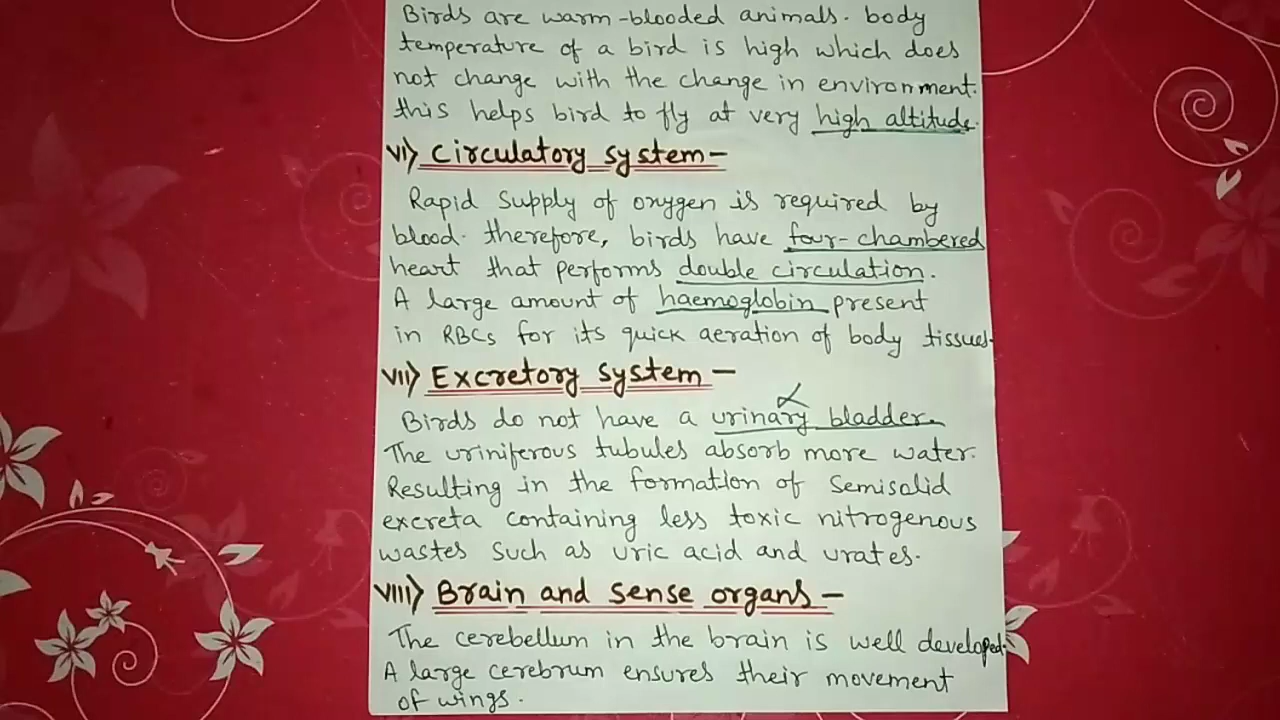 Birds are warm-blooded animals. body
temperature of a bird is high which does
not change with the change in environment.
this helps bird to fly at very high altitude.
VI) Circulatory system-
Rapid Supply of oxygen is required by
blood. therefore, birds have four-chambered
heart that performs double circulation.
A large amount of haemoglobin present
in RBCs for its quick aeration of body tissues.
VII) Excretory system-
Birds do not have a urinary bladder.
The uriniferous tubules absorb more water.
Resulting in the formation of semisolid
excreta containing less toxic nitrogenous
wastes such as uric acid and urates.
VIII) Brain and sense organs-
The cerebellum in the brain is well developed.
A large cerebrum ensures their movement
of wings.